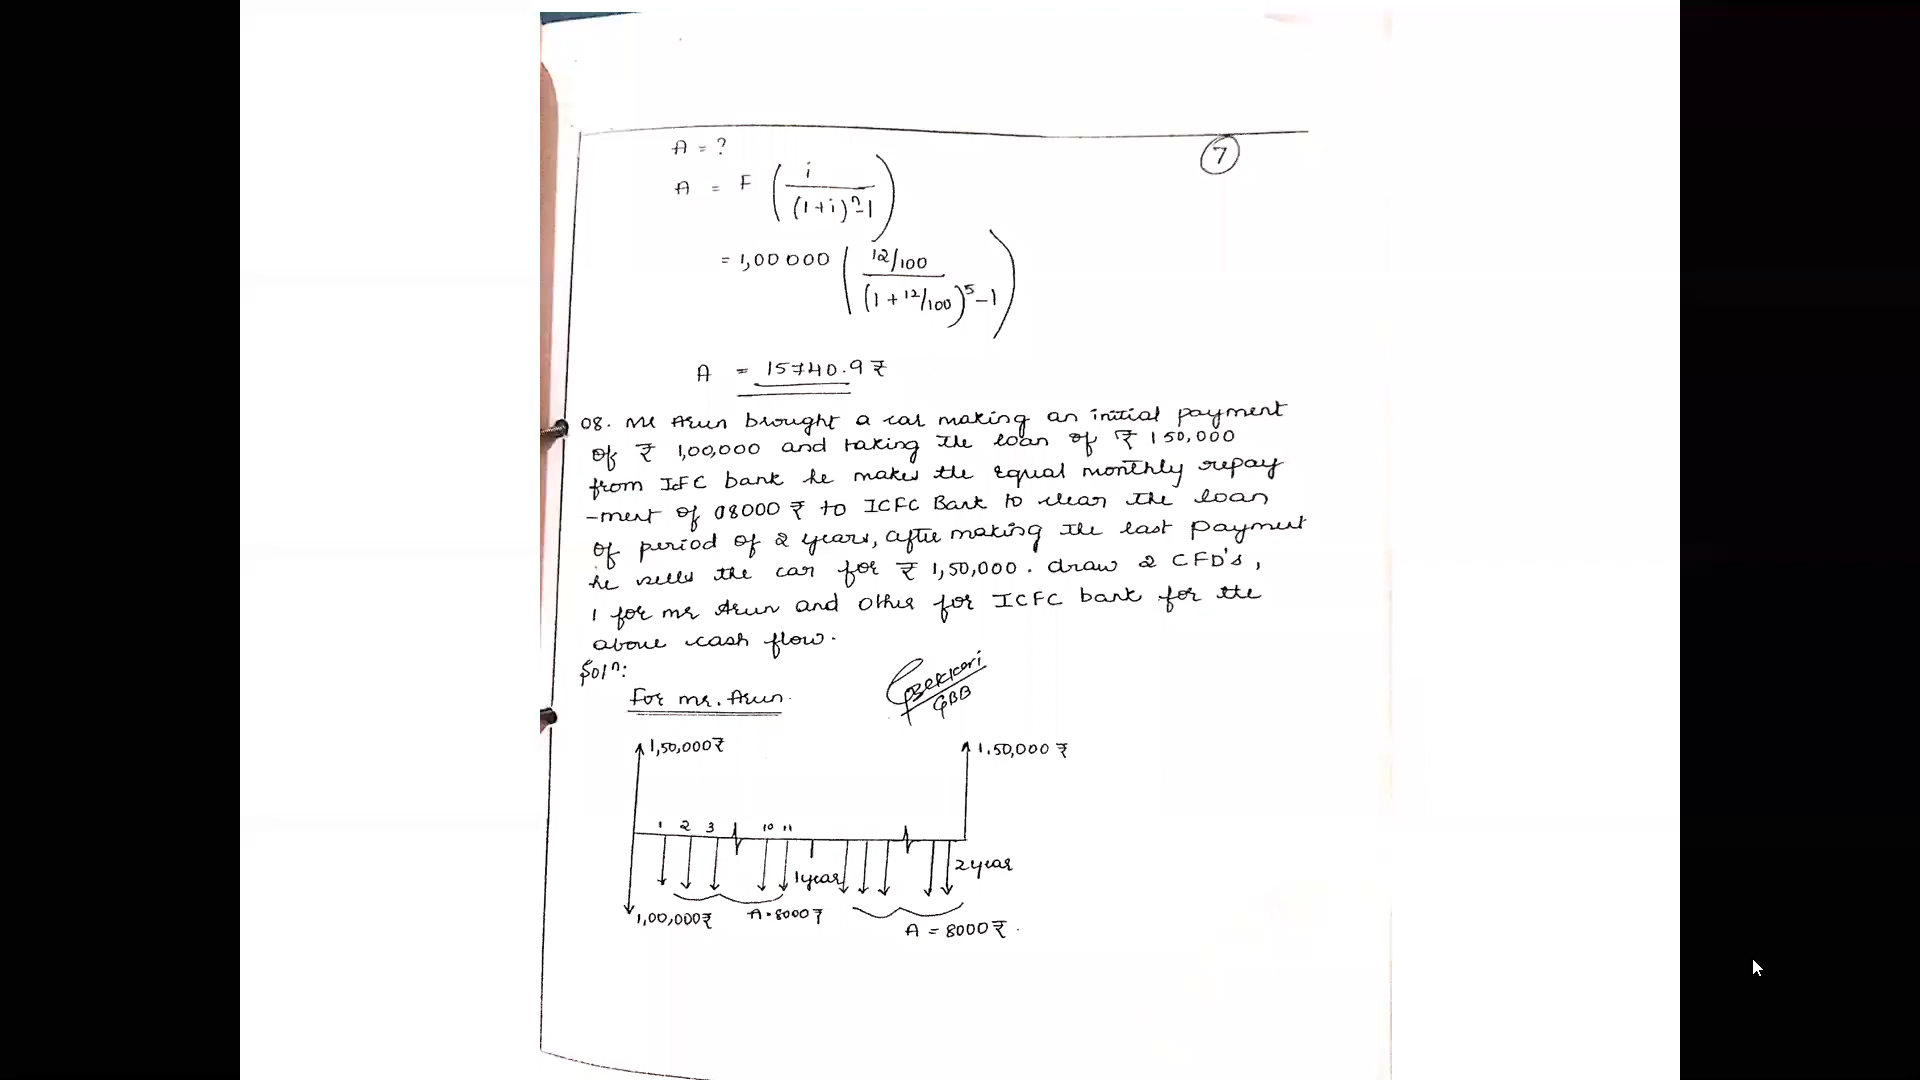 7
A = ?
A = F ( i / (1+i)^n - 1 )
= 1,00 000 ( 12/100 / (1 + 12/100)^5 - 1 )
A = 15740.9 ₹
08. Mr Arun brought a car making an initial payment
of ₹ 1,00,000 and taking the loan of ₹ 150,000
from IFC bank he makes the equal monthly repay
-ment of 08000 ₹ to ICFC Bank to clear the loan
of period of 2 years, after making the last payment
he sells the car for ₹ 1,50,000. draw 2 CFD's,
1 for mr Arun and other for ICFC bank for the
above cash flow.
Soln:
For mr. Arun.
GBB
1,50,000₹
1.50,000 ₹
1 2 3 10 11
1year
2year
1,00,000₹
A = 8000 ₹
A = 8000 ₹.